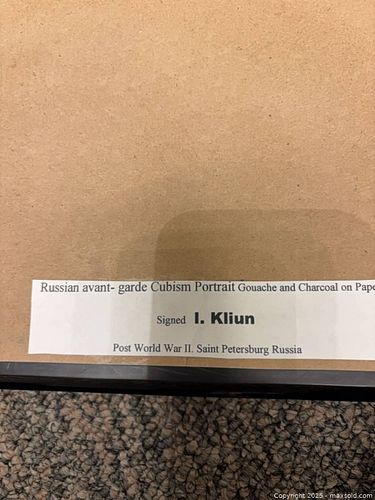 Russian avant- garde Cubism Portrait Gouache and Charcoal on Pape
Signed I. Kliun
Post World War II. Saint Petersburg Russia
Copyright © 2025 - maxsold.com